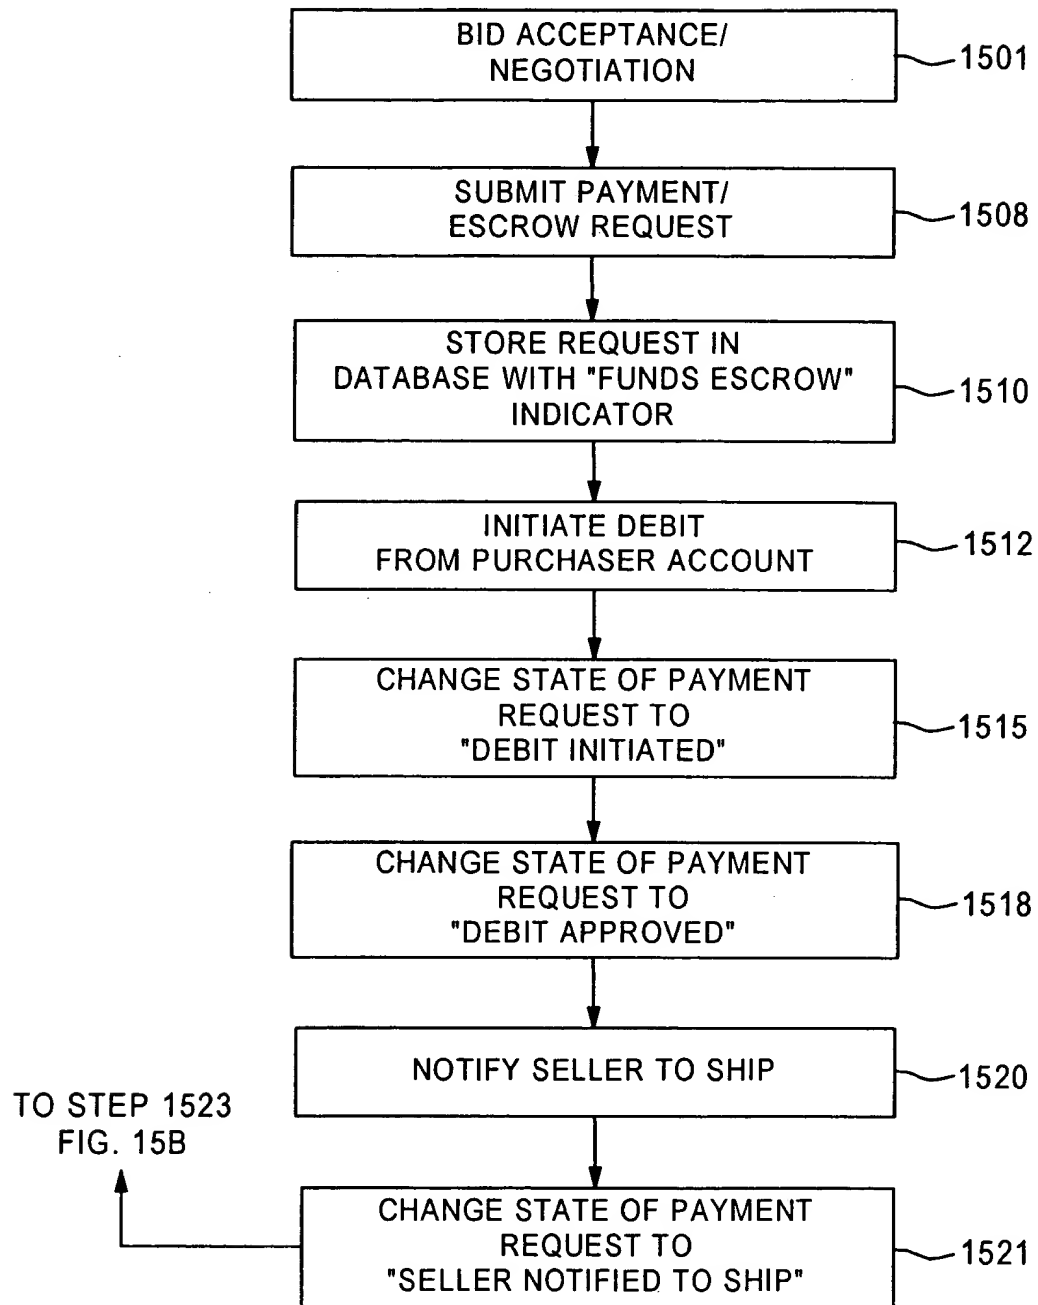 BID ACCEPTANCE/
NEGOTIATION
1501
SUBMIT PAYMENT/
ESCROW REQUEST
1508
STORE REQUEST IN
DATABASE WITH "FUNDS ESCROW"
INDICATOR
1510
INITIATE DEBIT
FROM PURCHASER ACCOUNT
1512
CHANGE STATE OF PAYMENT
REQUEST TO
"DEBIT INITIATED"
1515
CHANGE STATE OF PAYMENT
REQUEST TO
"DEBIT APPROVED"
1518
NOTIFY SELLER TO SHIP
1520
TO STEP 1523
FIG. 15B
CHANGE STATE OF PAYMENT
REQUEST TO
"SELLER NOTIFIED TO SHIP"
1521